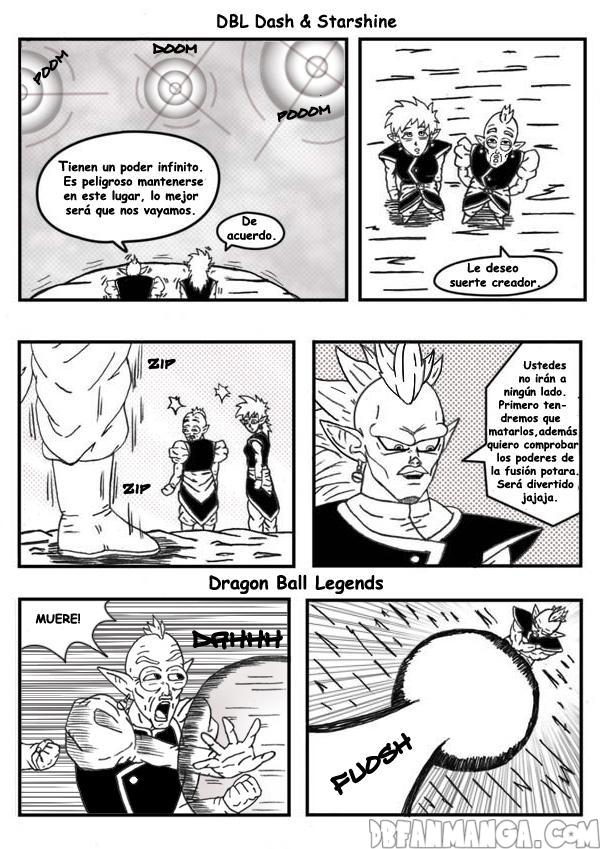 DBL Dash & Starshine
POOM
DOOM
POOOM
Tienen un poder infinito.
Es peligroso mantenerse
en este lugar, lo mejor
será que nos vayamos.
De
acuerdo.
Le deseo
suerte creador.
ZIP
ZIP
Ustedes
no irán a
ningún lado.
Primero ten-
dremos que
matarlos,además
quiero comprobar
los poderes de
la fusión potara.
Será divertido
jajaja.
Dragon Ball Legends
MUERE!
DAHHH
FUOSH
DBFANMANGA.COM